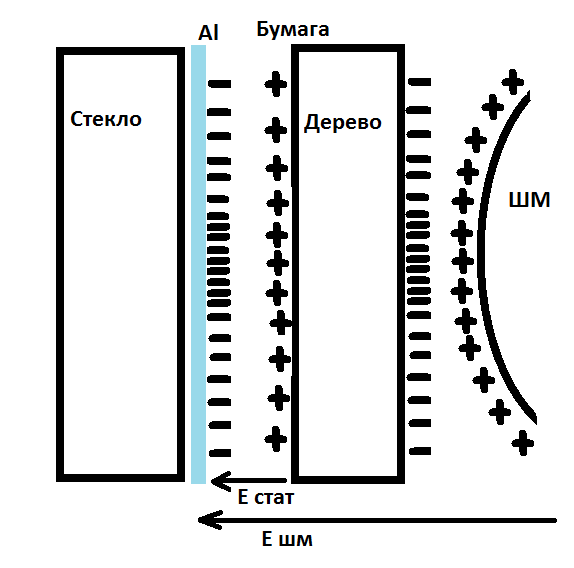 Al
Бумага
Стекло
Дерево
ШМ
Е стат
Е шм